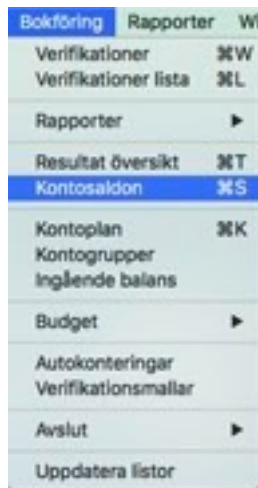 Bokföring Rapporter
Verifikationer ⌘W
Verifikationer lista ⌘L
Rapporter ▶
Resultat översikt ⌘T
Kontosaldon ⌘S
Kontoplan ⌘K
Kontogrupper
Ingående balans
Budget ▶
Autokonteringar
Verifikationsmallar
Avslut ▶
Uppdatera listor